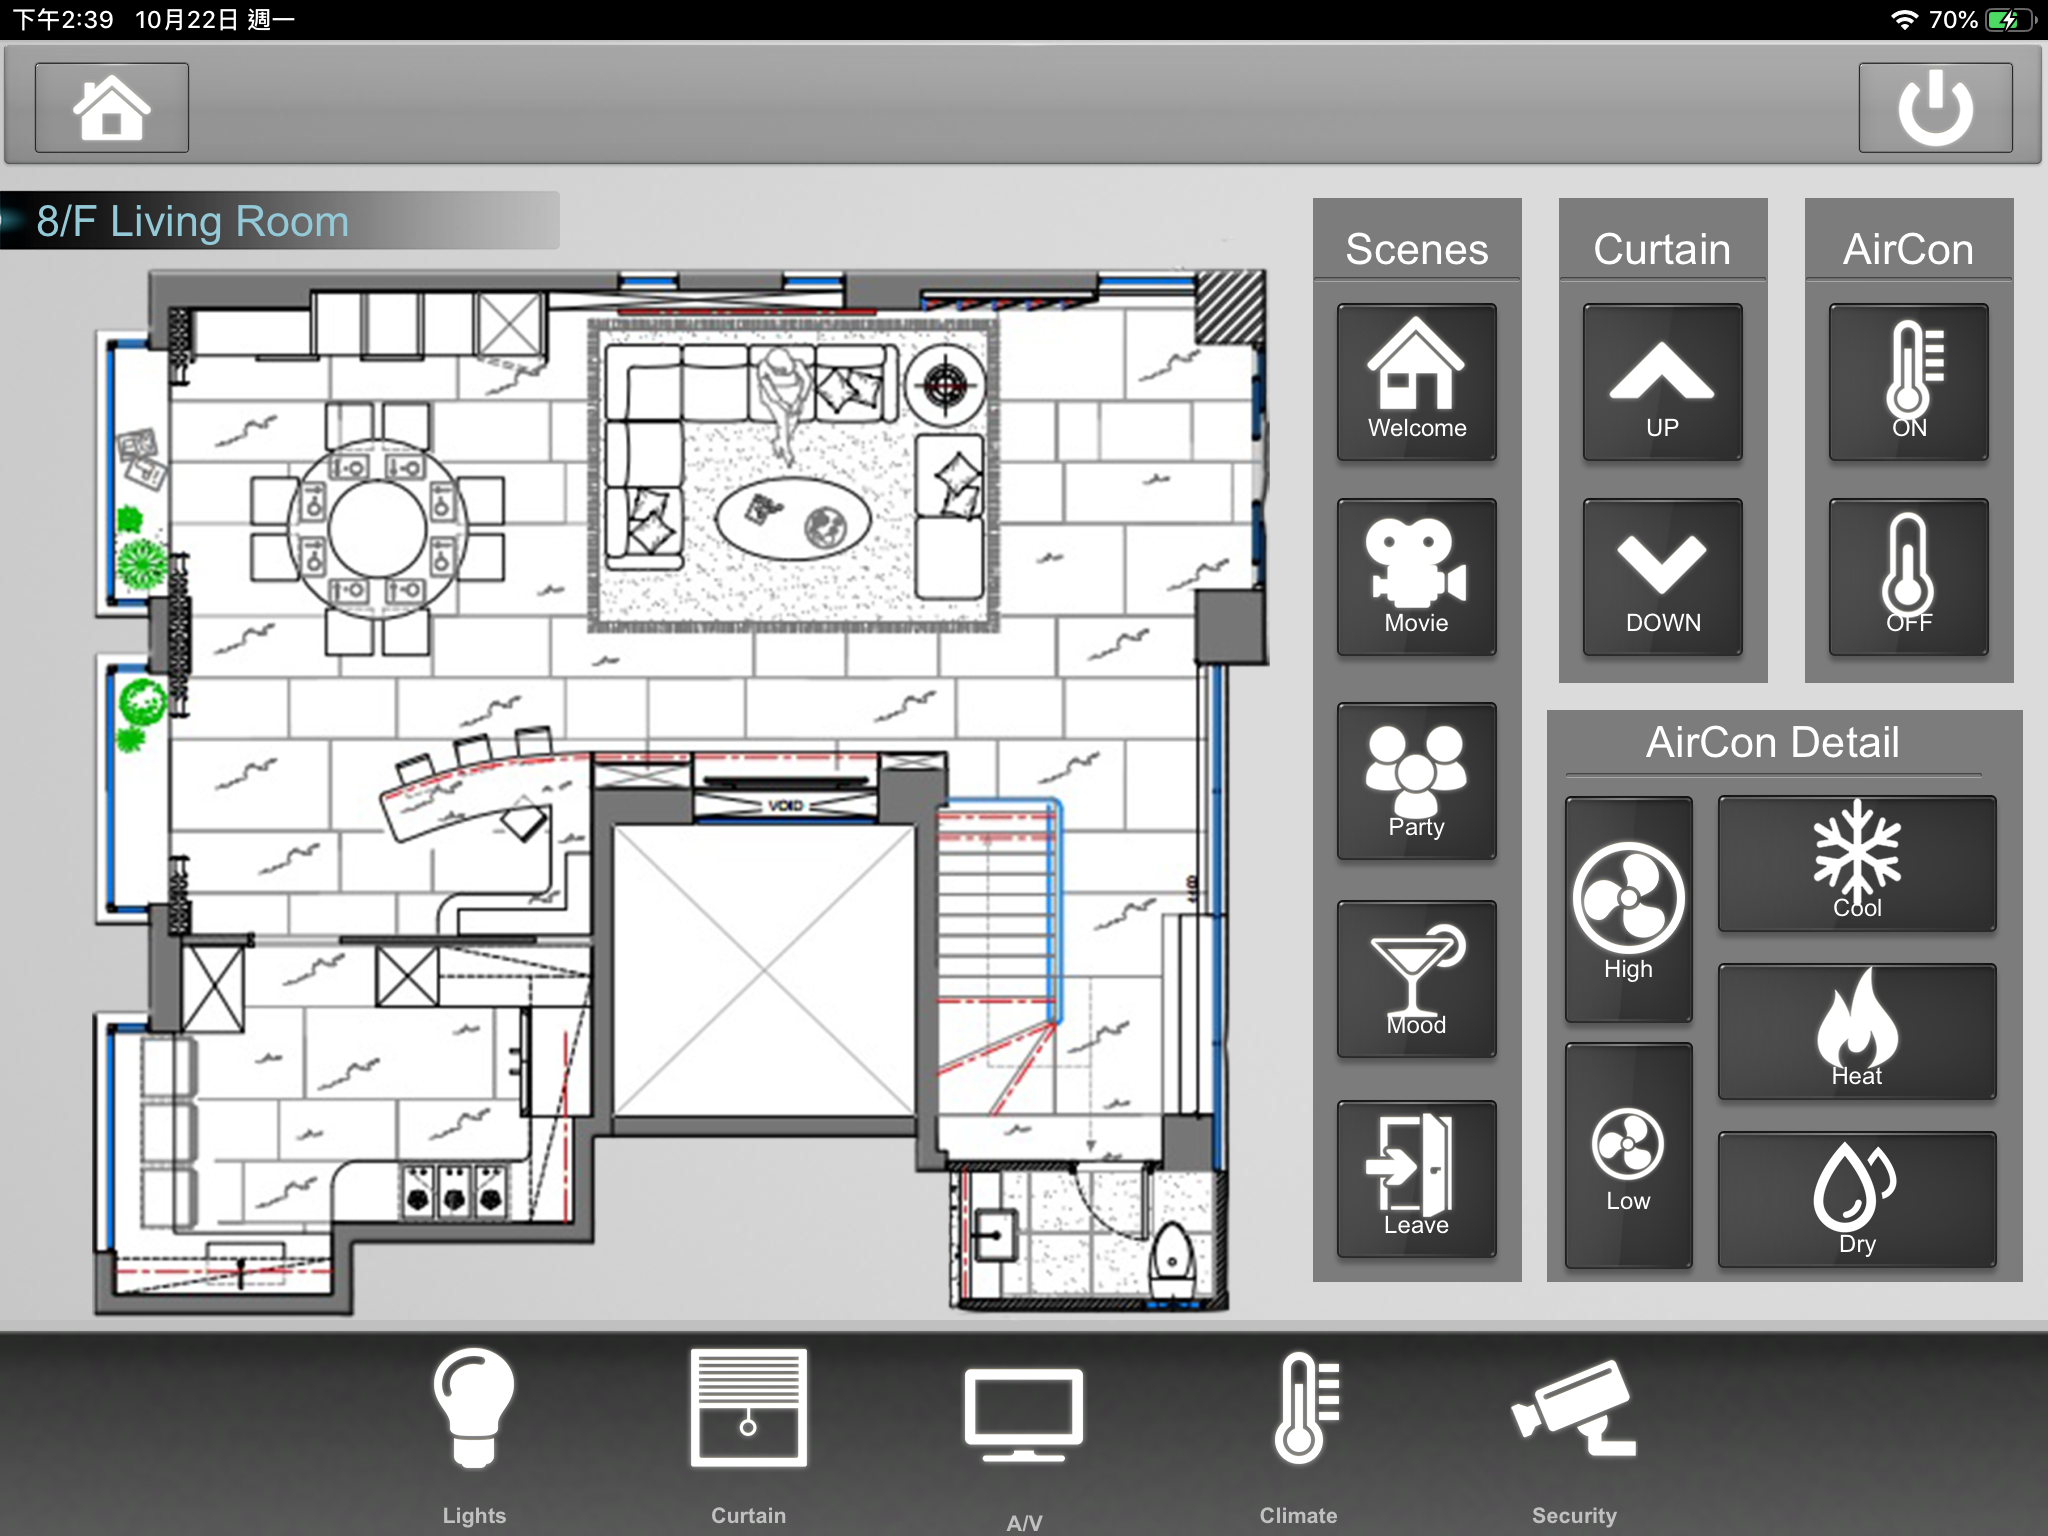 下午2:39 10月22日 週一 70%
8/F Living Room
Scenes
Welcome
Movie
Party
Mood
Leave
Curtain
UP
DOWN
AirCon
ON
OFF
AirCon Detail
High
Low
Cool
Heat
Dry
VOID
Lights
Curtain
A/V
Climate
Security